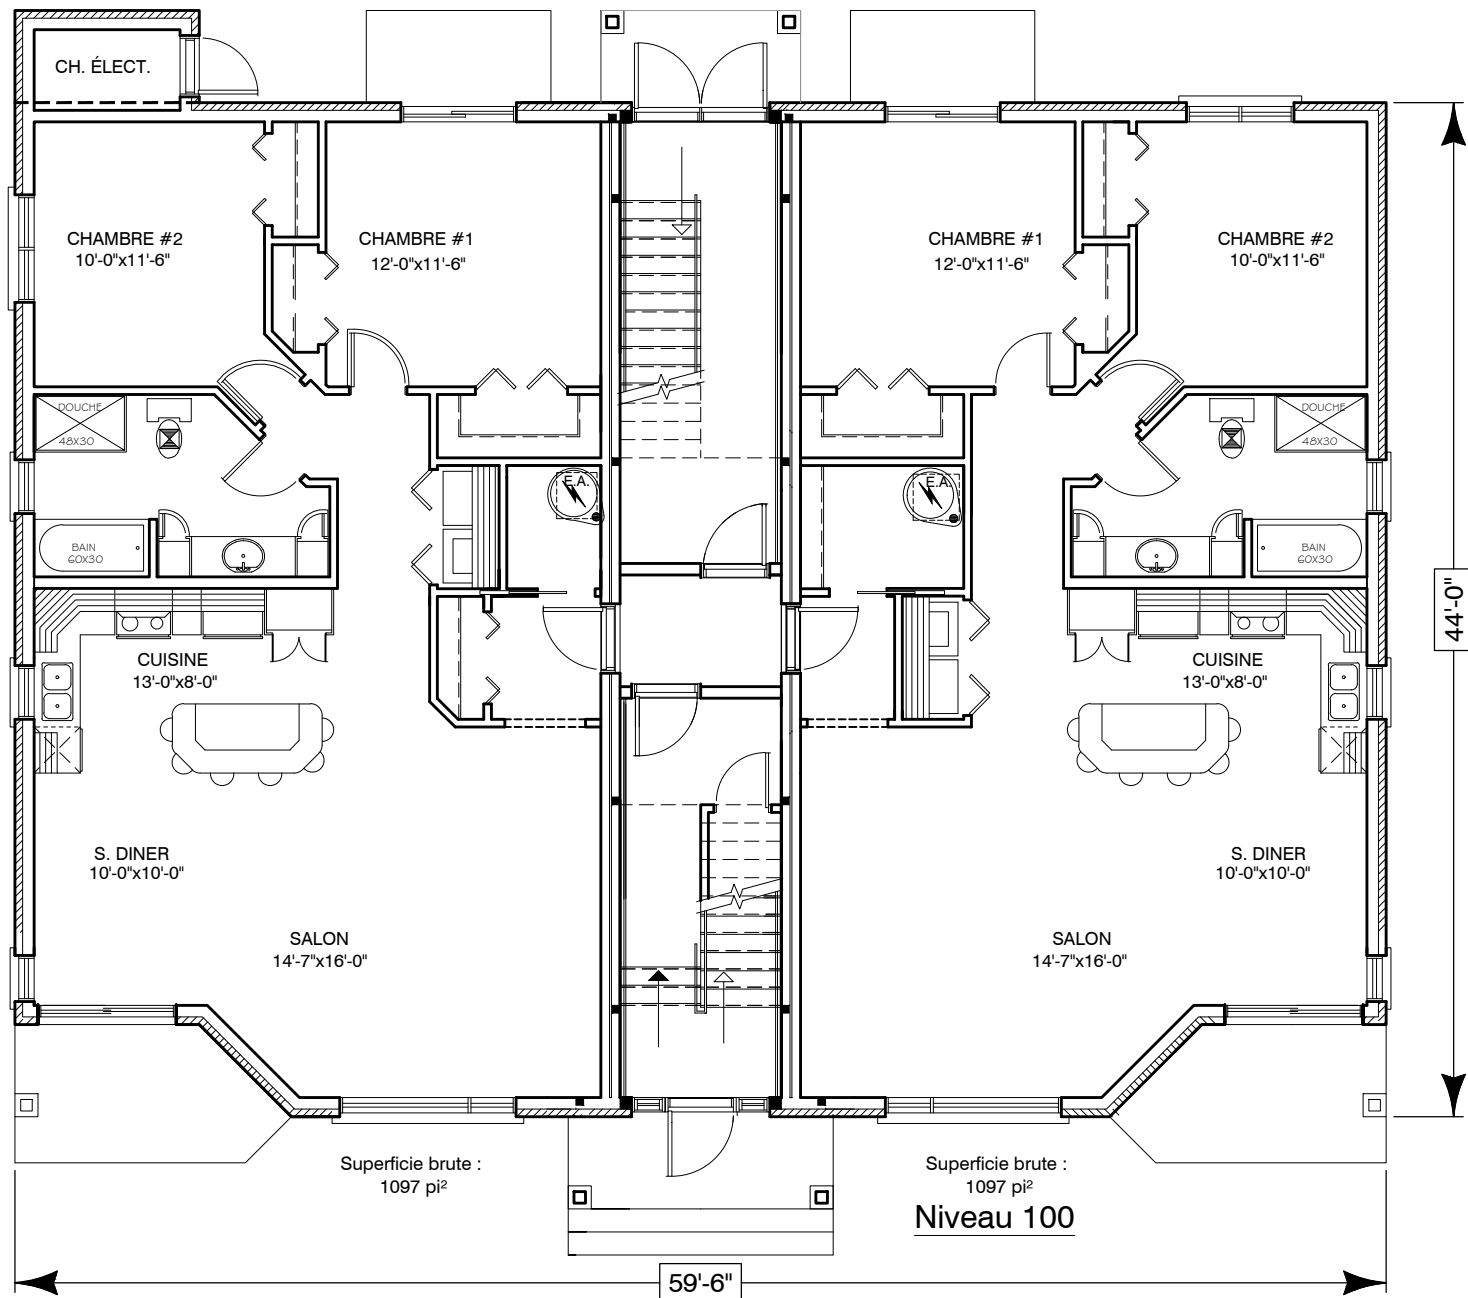 CH. ÉLECT.
CHAMBRE #2
10'-0"x11'-6"
CHAMBRE #1
12'-0"x11'-6"
CHAMBRE #1
12'-0"x11'-6"
CHAMBRE #2
10'-0"x11'-6"
DOUCHE
48X30
DOUCHE
48X30
E.A.
E.A.
BAIN
60X30
BAIN
60X30
44'-0"
CUISINE
13'-0"x8'-0"
CUISINE
13'-0"x8'-0"
S. DINER
10'-0"x10'-0"
S. DINER
10'-0"x10'-0"
SALON
14'-7"x16'-0"
SALON
14'-7"x16'-0"
Superficie brute :
1097 pi²
Superficie brute :
1097 pi²
Niveau 100
59'-6"